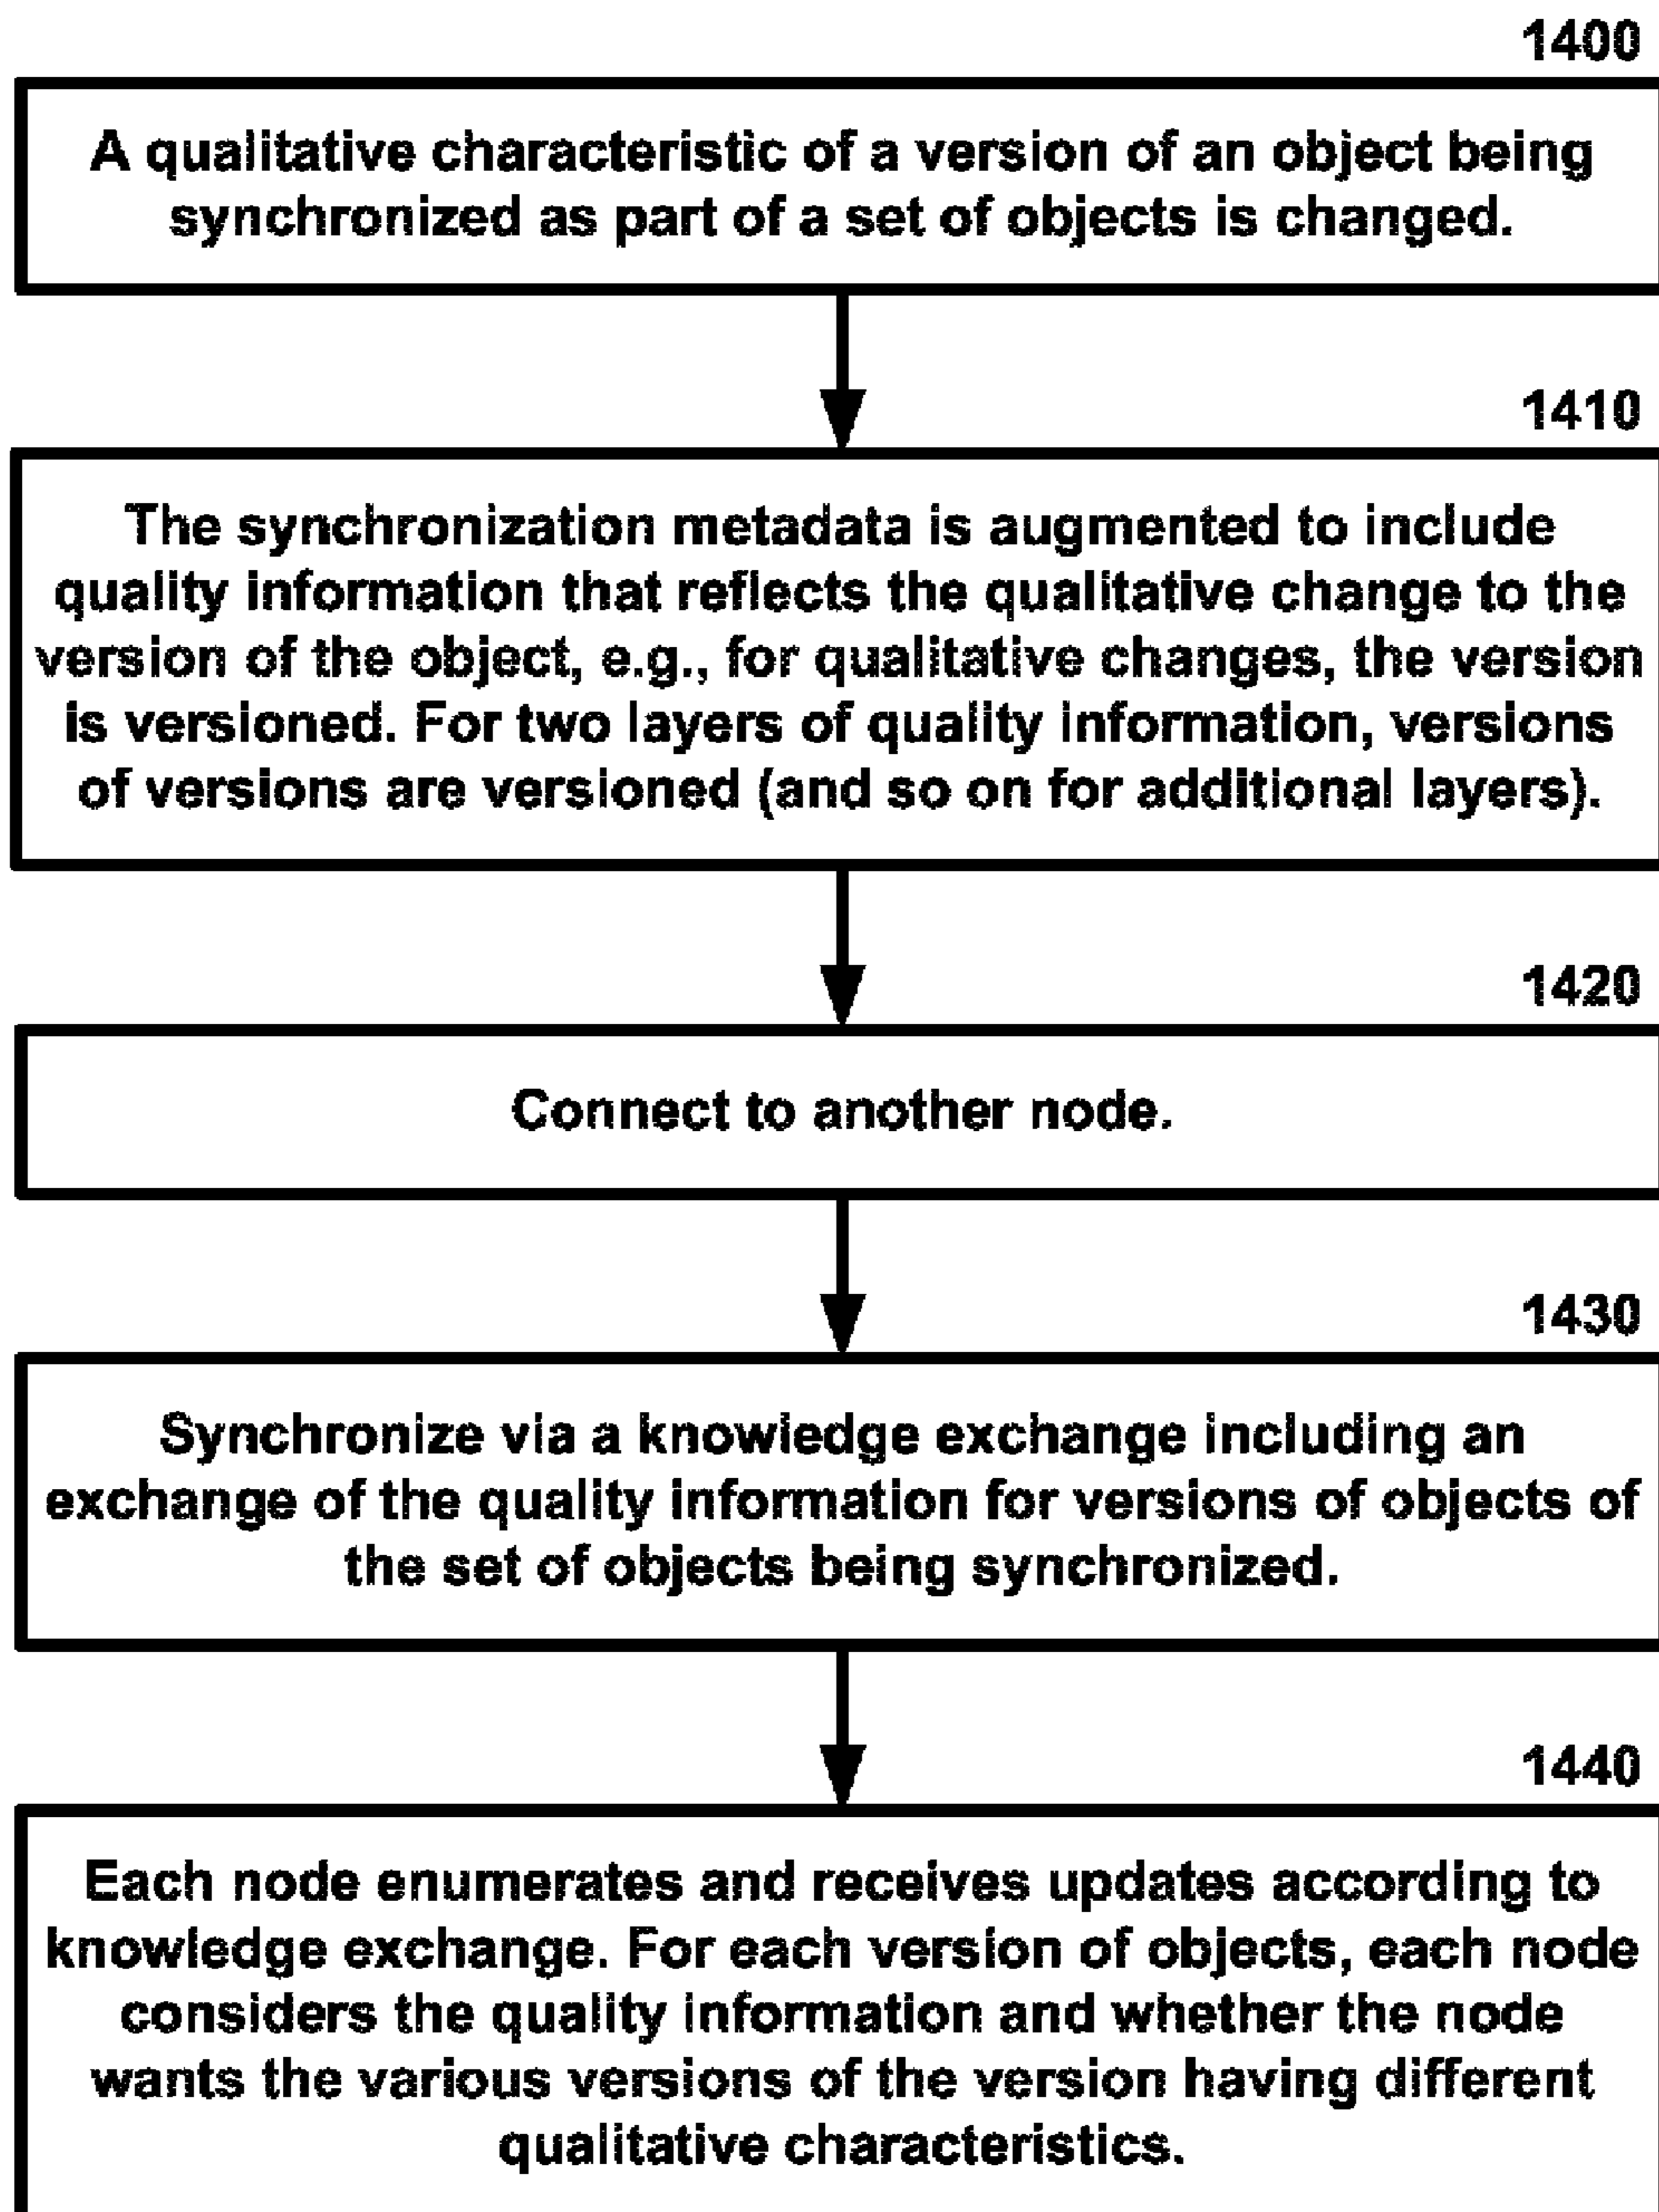 1400
A qualitative characteristic of a version of an object being
synchronized as part of a set of objects is changed.
1410
The synchronization metadata is augmented to include
quality information that reflects the qualitative change to the
version of the object, e.g., for qualitative changes, the version
is versioned. For two layers of quality information, versions
of versions are versioned (and so on for additional layers).
1420
Connect to another node.
1430
Synchronize via a knowledge exchange including an
exchange of the quality information for versions of objects of
the set of objects being synchronized.
1440
Each node enumerates and receives updates according to
knowledge exchange. For each version of objects, each node
considers the quality information and whether the node
wants the various versions of the version having different
qualitative characteristics.